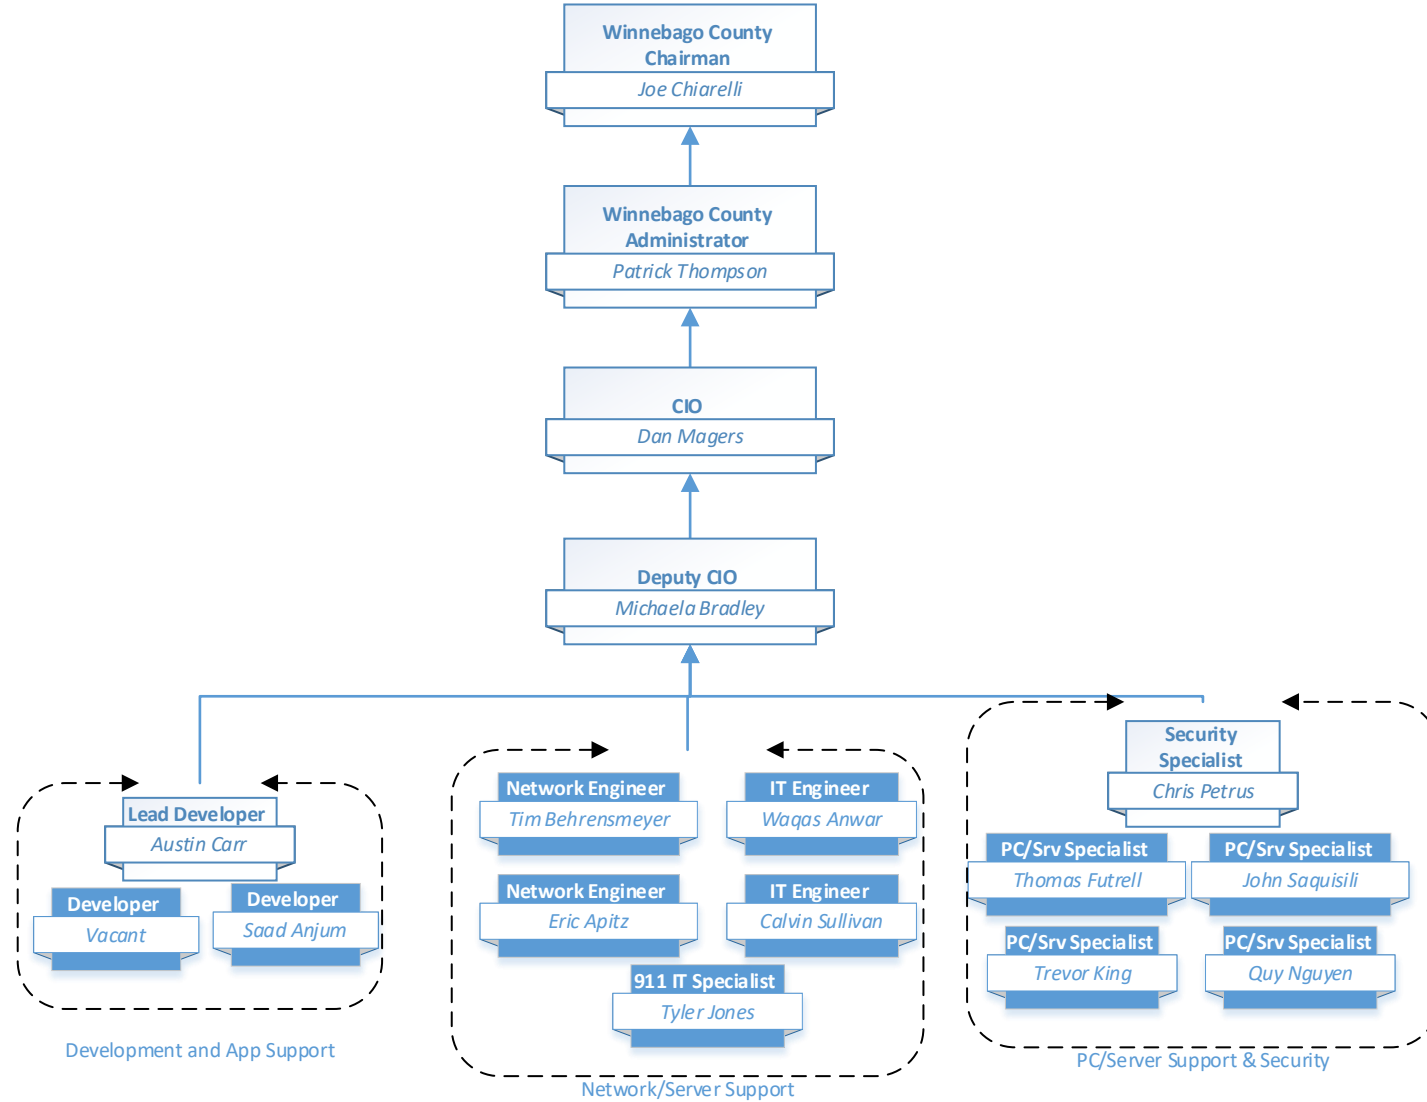 Winnebago County
Chairman
Joe Chiarelli
Winnebago County
Administrator
Patrick Thompson
CIO
Dan Magers
Deputy CIO
Michaela Bradley
Lead Developer
Austin Carr
Developer
Vacant
Developer
Saad Anjum
Development and App Support
Network Engineer
Tim Behrensmeyer
IT Engineer
Waqas Anwar
Network Engineer
Eric Apitz
IT Engineer
Calvin Sullivan
911 IT Specialist
Tyler Jones
Network/Server Support
Security
Specialist
Chris Petrus
PC/Srv Specialist
Thomas Futrell
PC/Srv Specialist
John Saquisili
PC/Srv Specialist
Trevor King
PC/Srv Specialist
Quy Nguyen
PC/Server Support & Security